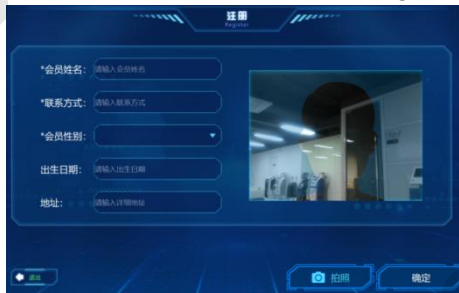 注册
Register
*会员姓名: 请输入会员姓名
*联系方式: 请输入联系方式
*会员性别:
出生日期: 请输入出生日期
地址: 请输入详细地址
退出
拍照
确定